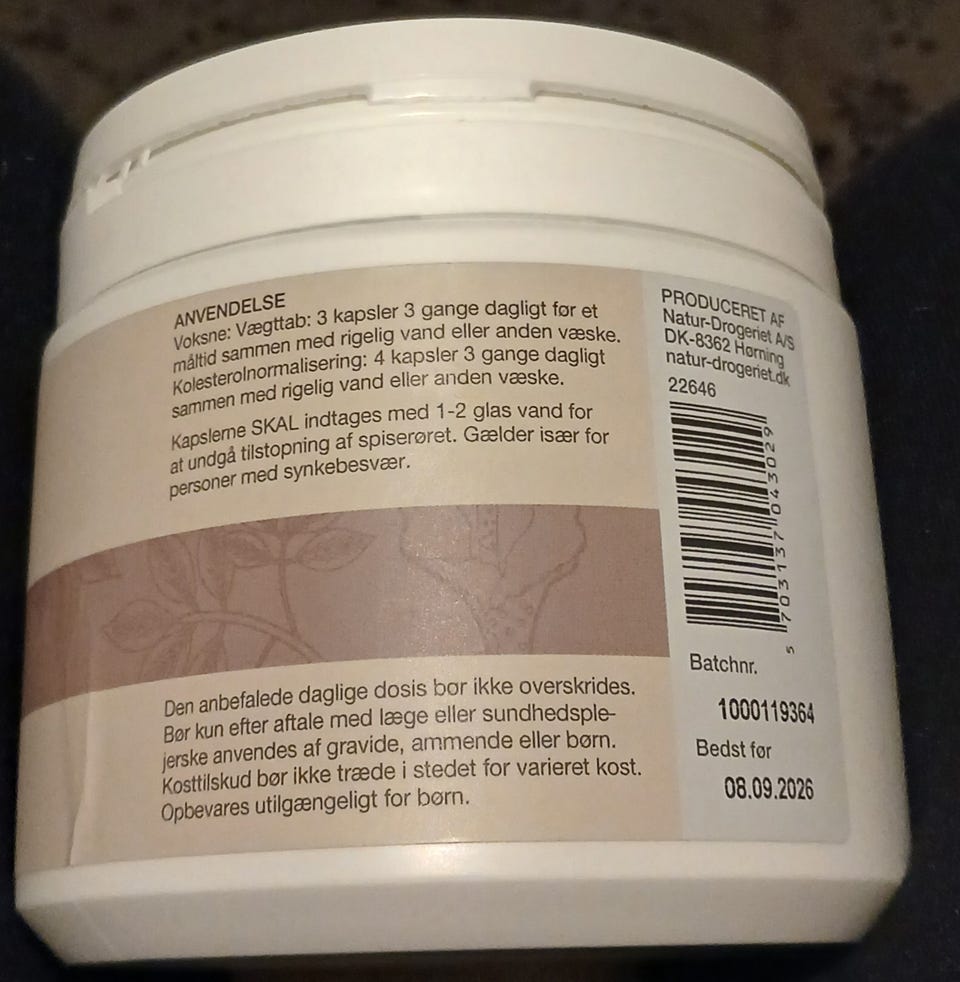 ANVENDELSE
Voksne: Vægttab: 3 kapsler 3 gange dagligt før et
måltid sammen med rigelig vand eller anden væske.
Kolesterolnormalisering: 4 kapsler 3 gange dagligt
sammen med rigelig vand eller anden væske.
Kapslerne SKAL indtages med 1-2 glas vand for
at undgå tilstopning af spiserøret. Gælder især for
personer med synkebesvær.
Den anbefalede daglige dosis bør ikke overskrides.
Bør kun efter aftale med læge eller sundhedsple-
jerske anvendes af gravide, ammende eller børn.
Kosttilskud bør ikke træde i stedet for varieret kost.
Opbevares utilgængeligt for børn.
PRODUCERET AF
Natur-Drogeriet A/S
DK-8362 Hørning
natur-drogeriet.dk
22646
5 703137 043029
Batchnr.
1000119364
Bedst før
08.09.2026